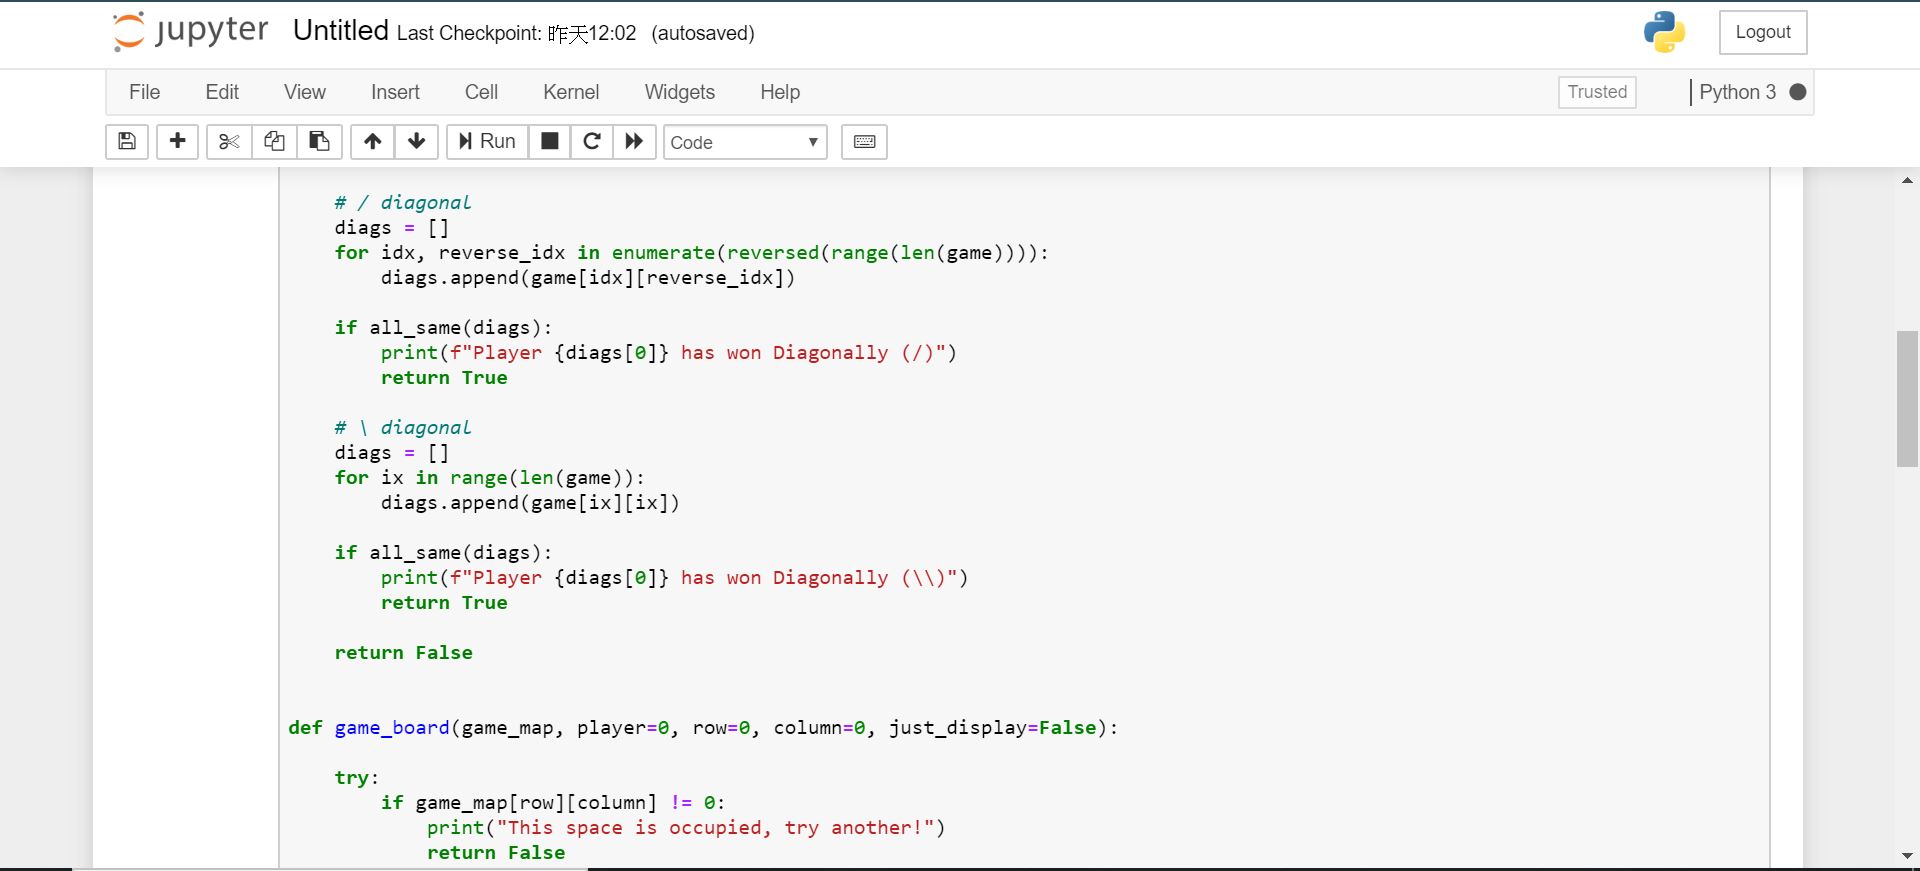 jupyter Untitled Last Checkpoint: 昨天12:02 (autosaved)
Logout
File Edit View Insert Cell Kernel Widgets Help
Trusted
Python 3
Run
Code
# / diagonal
diags = []
for idx, reverse_idx in enumerate(reversed(range(len(game)))):
diags.append(game[idx][reverse_idx])
if all_same(diags):
print(f"Player {diags[0]} has won Diagonally (/)")
return True
# \ diagonal
diags = []
for ix in range(len(game)):
diags.append(game[ix][ix])
if all_same(diags):
print(f"Player {diags[0]} has won Diagonally (\\)")
return True
return False
def game_board(game_map, player=0, row=0, column=0, just_display=False):
try:
if game_map[row][column] != 0:
print("This space is occupied, try another!")
return False